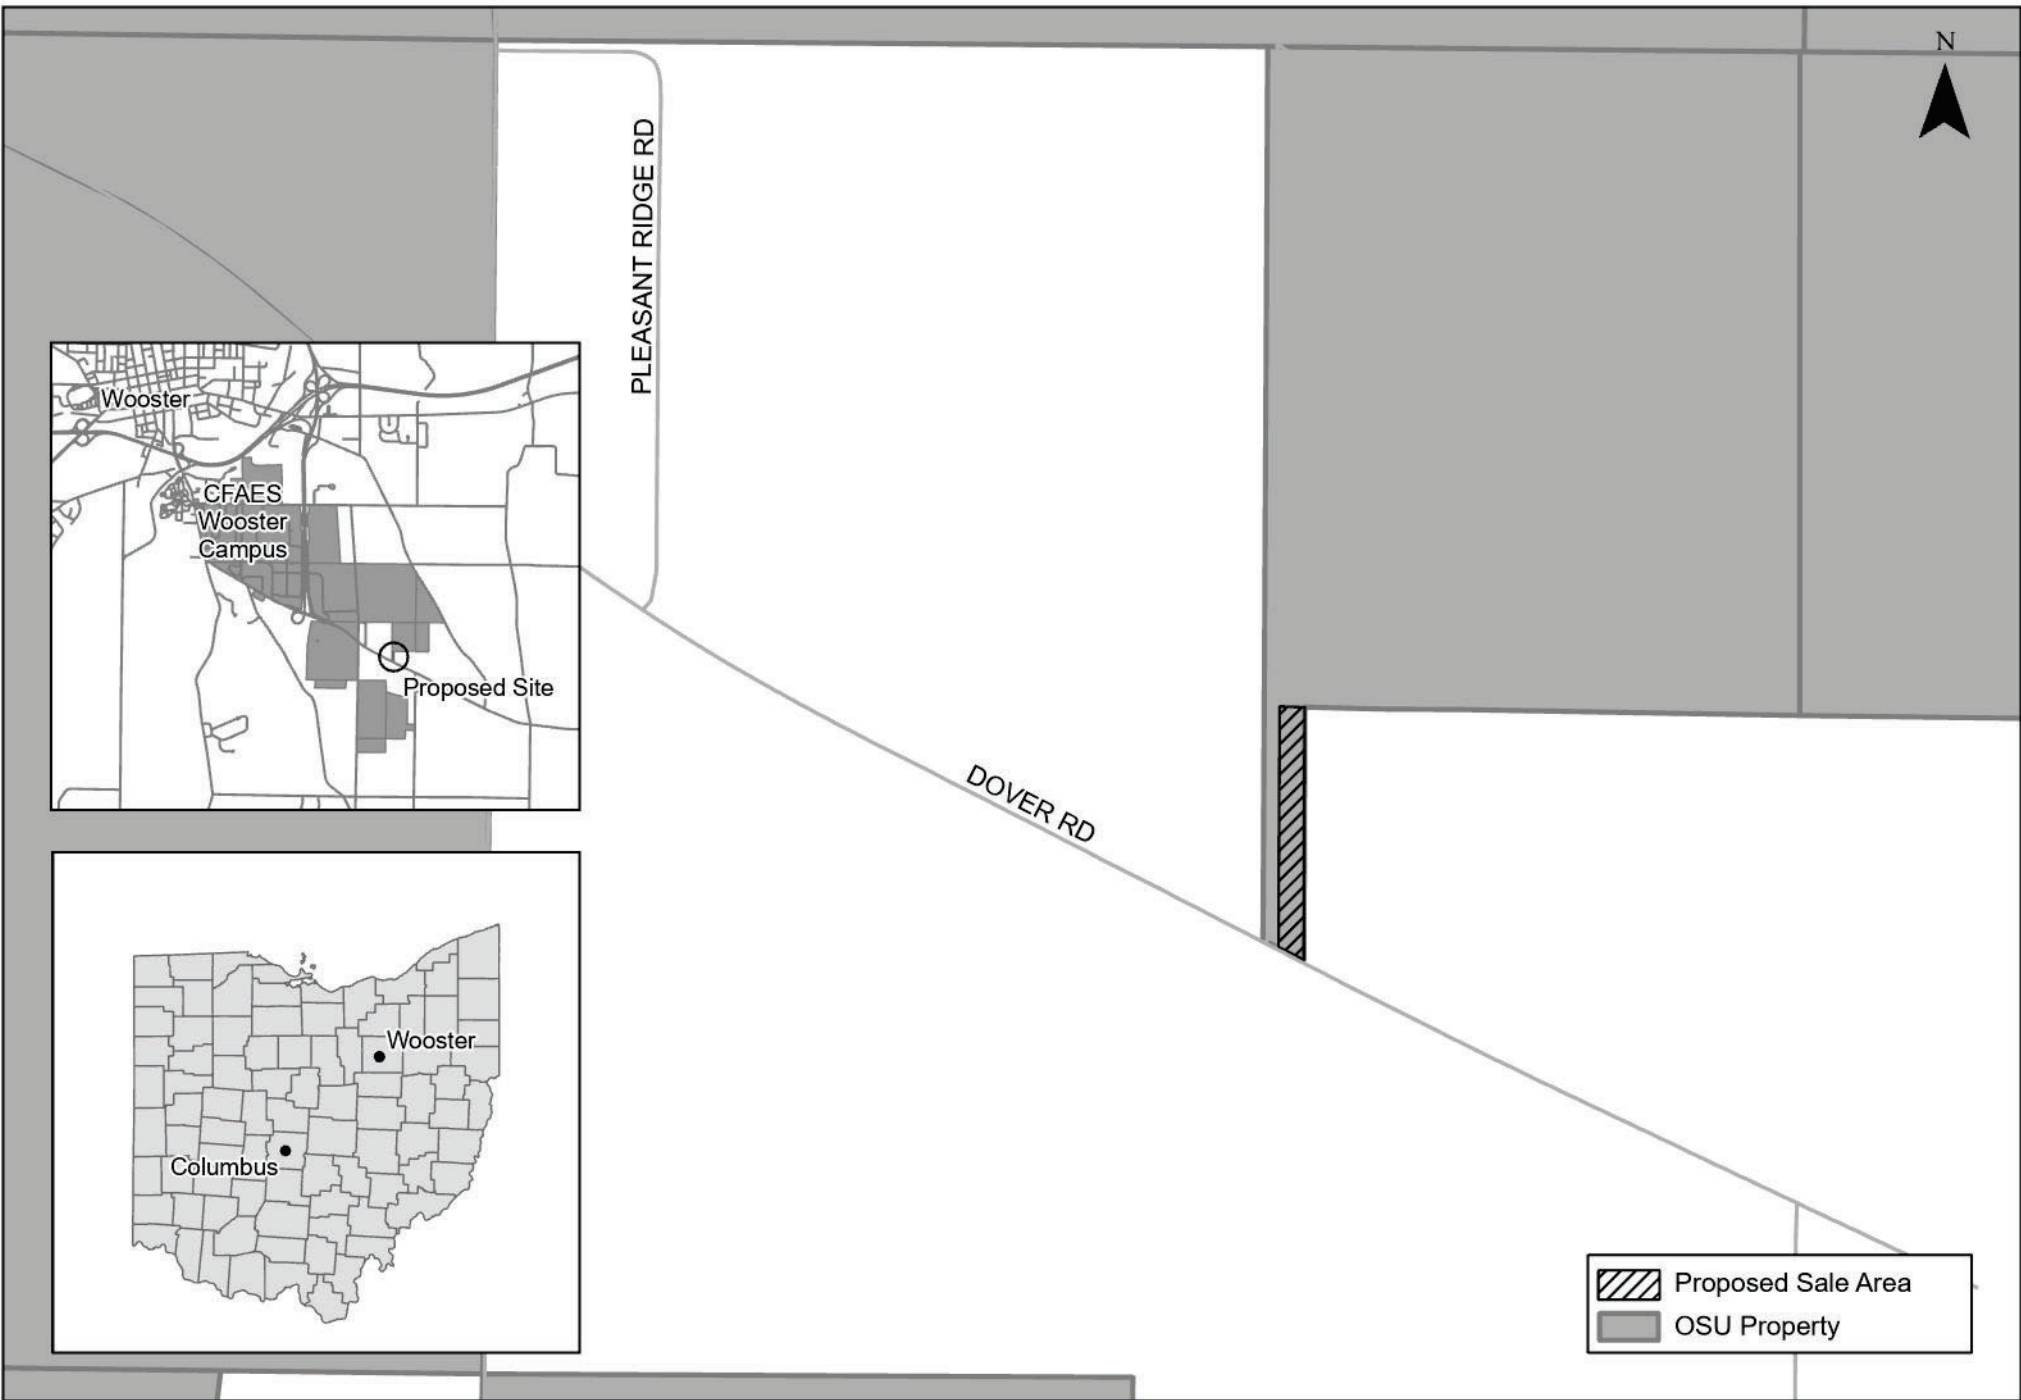 N
PLEASANT RIDGE RD
Wooster
CFAES
Wooster
Campus
Proposed Site
DOVER RD
Wooster
Columbus
Proposed Sale Area
OSU Property